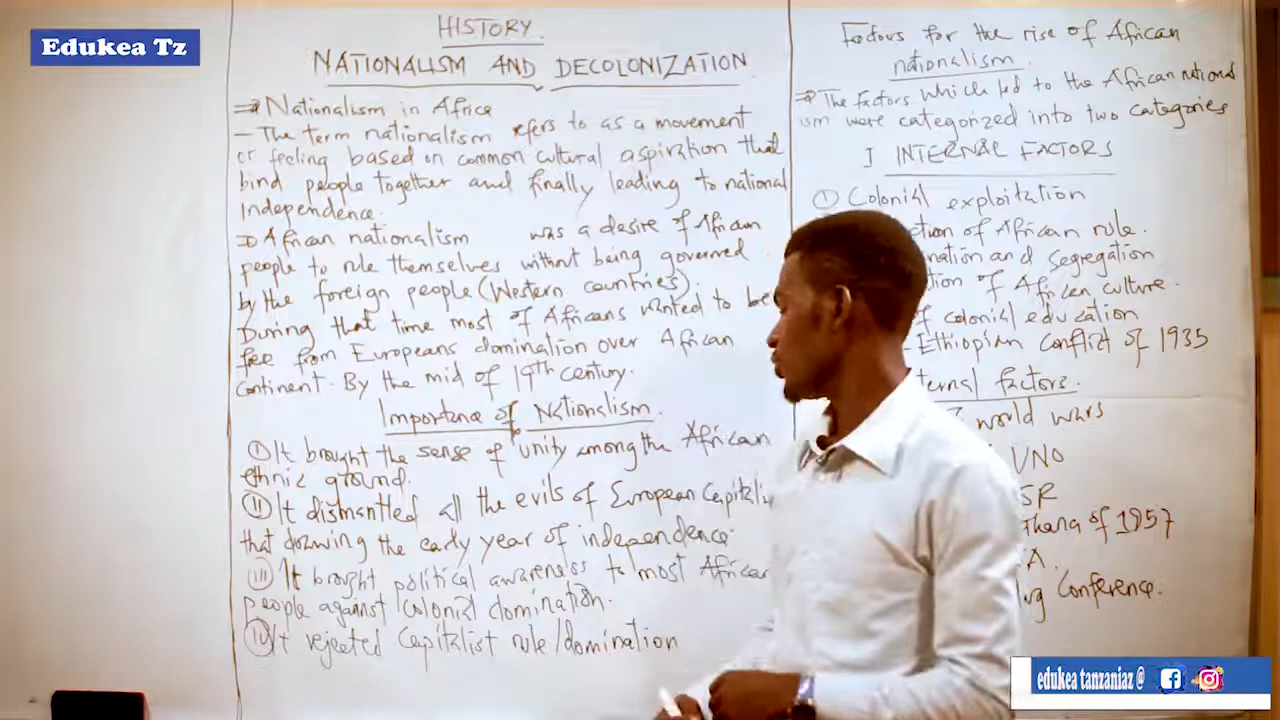 Edukea Tz
HISTORY
NATIONALISM AND DECOLONIZATION
⇒ Nationalism in Africa
- The term nationalism refers to as a movement
or feeling based on common cultural aspiration that
bind people together and finally leading to national
independence.
⇒ African nationalism was a desire of African
people to rule themselves without being governed
by the foreign people (Western countries).
During that time most of Africans wanted to be
free from Europeans domination over African
continent. By the mid of 19th century.
Importance of Nationalism
(I) It brought the sense of unity among the African
ethnic ground.
(II) It dismantled all the evils of European Capitali
that during the early year of independence.
(III) It brought political awareness to most African
people against colonial domination.
(IV) It rejected Capitalist rule/domination
Factors for the rise of African
nationalism
⇒ The factors which led to the African national
ism were categorized into two categories
I INTERNAL FACTORS
(1) Colonial exploitation
ction of African rule.
nation and segregation
tion of African culture.
f colonial education
- Ethiopian conflict of 1935
ternal factors.
2 world wars
UNO
SR
Ghana of 1957
A.
ng Conference.
edukea tanzaniaz @